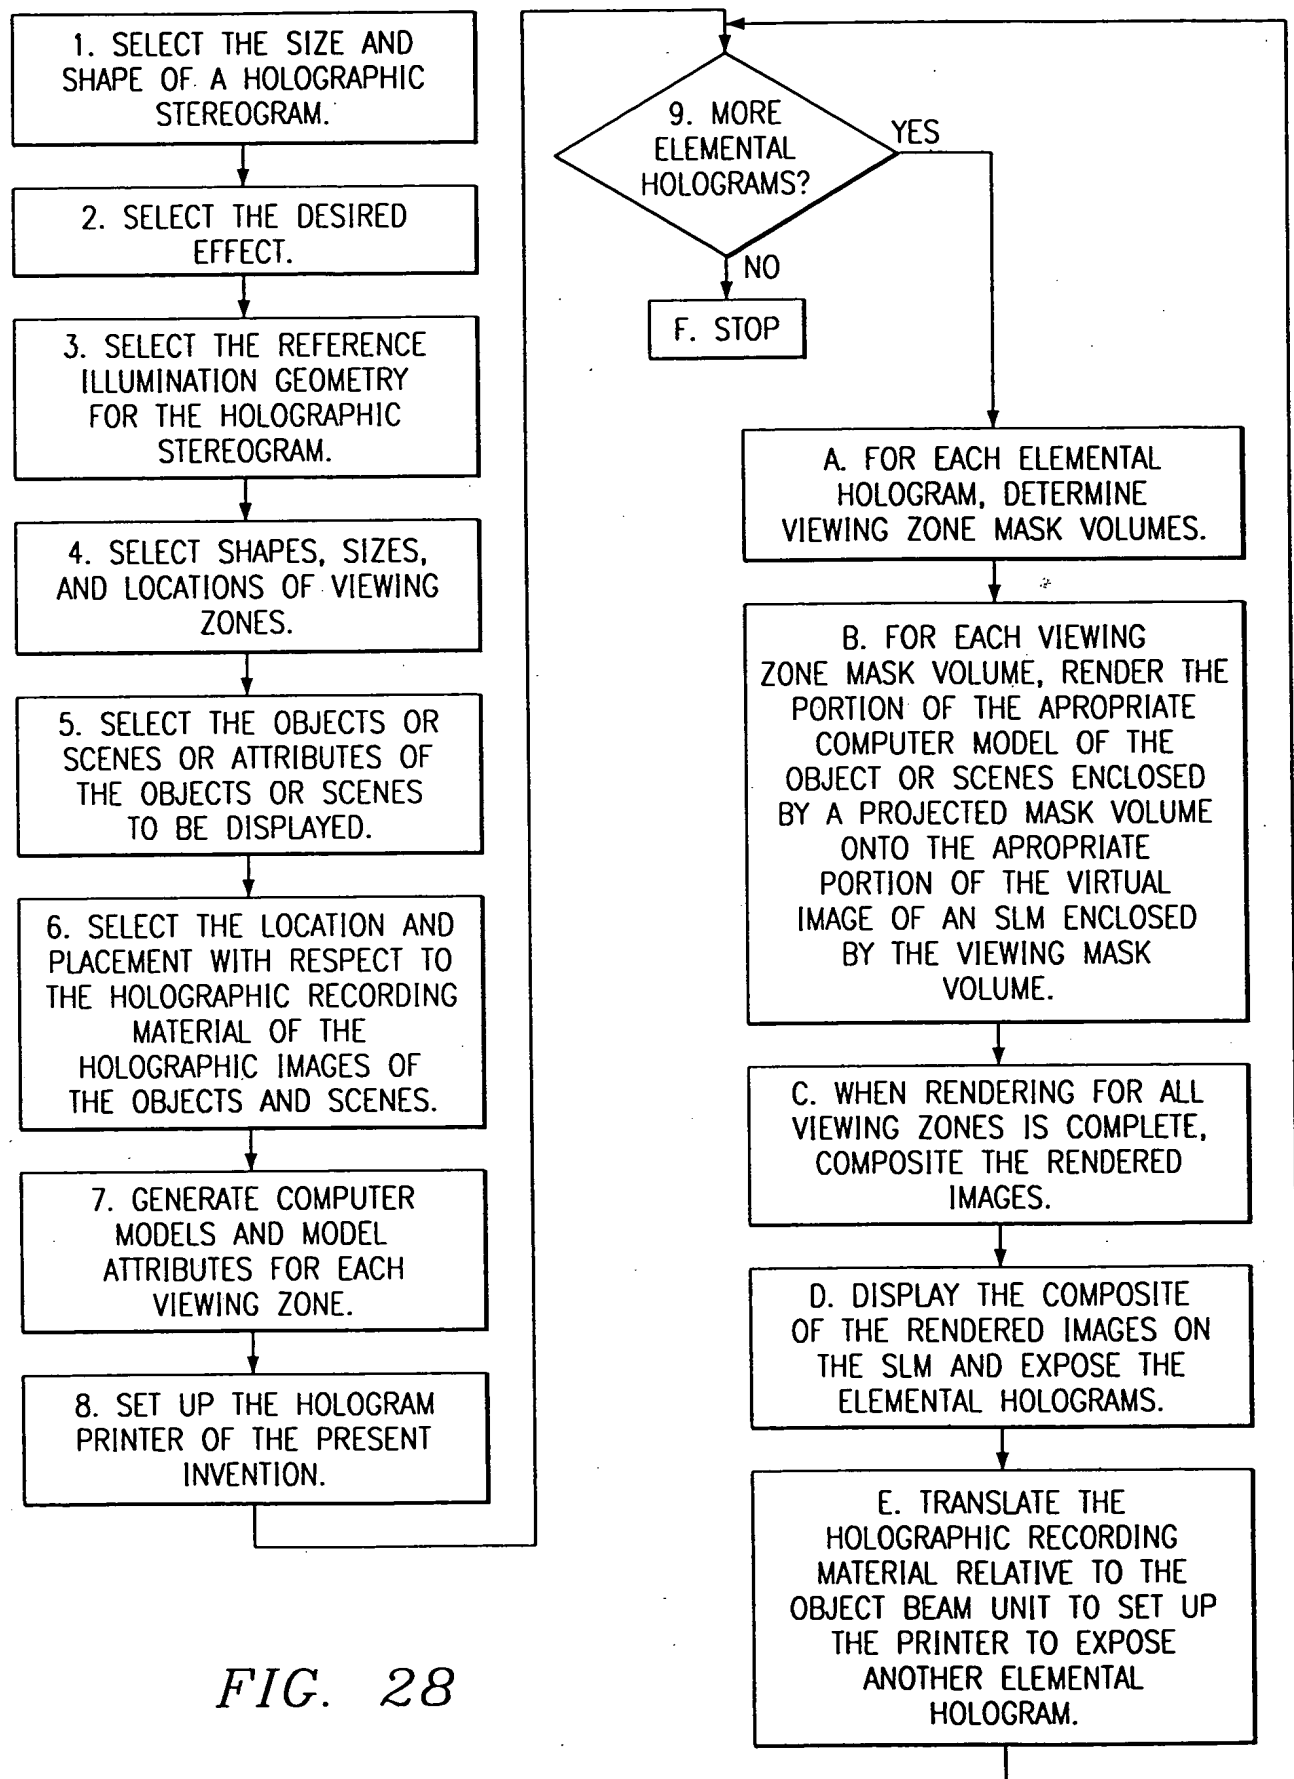 1. SELECT THE SIZE AND
SHAPE OF A HOLOGRAPHIC
STEREOGRAM.
2. SELECT THE DESIRED
EFFECT.
3. SELECT THE REFERENCE
ILLUMINATION GEOMETRY
FOR THE HOLOGRAPHIC
STEREOGRAM.
4. SELECT SHAPES, SIZES,
AND LOCATIONS OF VIEWING
ZONES.
5. SELECT THE OBJECTS OR
SCENES OR ATTRIBUTES OF
THE OBJECTS OR SCENES
TO BE DISPLAYED.
6. SELECT THE LOCATION AND
PLACEMENT WITH RESPECT TO
THE HOLOGRAPHIC RECORDING
MATERIAL OF THE
HOLOGRAPHIC IMAGES OF
THE OBJECTS AND SCENES.
7. GENERATE COMPUTER
MODELS AND MODEL
ATTRIBUTES FOR EACH
VIEWING ZONE.
8. SET UP THE HOLOGRAM
PRINTER OF THE PRESENT
INVENTION.
9. MORE
ELEMENTAL
HOLOGRAMS?
YES
NO
F. STOP
A. FOR EACH ELEMENTAL
HOLOGRAM, DETERMINE
VIEWING ZONE MASK VOLUMES.
B. FOR EACH VIEWING
ZONE MASK VOLUME, RENDER THE
PORTION OF THE APROPRIATE
COMPUTER MODEL OF THE
OBJECT OR SCENES ENCLOSED
BY A PROJECTED MASK VOLUME
ONTO THE APROPRIATE
PORTION OF THE VIRTUAL
IMAGE OF AN SLM ENCLOSED
BY THE VIEWING MASK
VOLUME.
C. WHEN RENDERING FOR ALL
VIEWING ZONES IS COMPLETE,
COMPOSITE THE RENDERED
IMAGES.
D. DISPLAY THE COMPOSITE
OF THE RENDERED IMAGES ON
THE SLM AND EXPOSE THE
ELEMENTAL HOLOGRAMS.
E. TRANSLATE THE
HOLOGRAPHIC RECORDING
MATERIAL RELATIVE TO THE
OBJECT BEAM UNIT TO SET UP
THE PRINTER TO EXPOSE
ANOTHER ELEMENTAL
HOLOGRAM.
FIG. 28